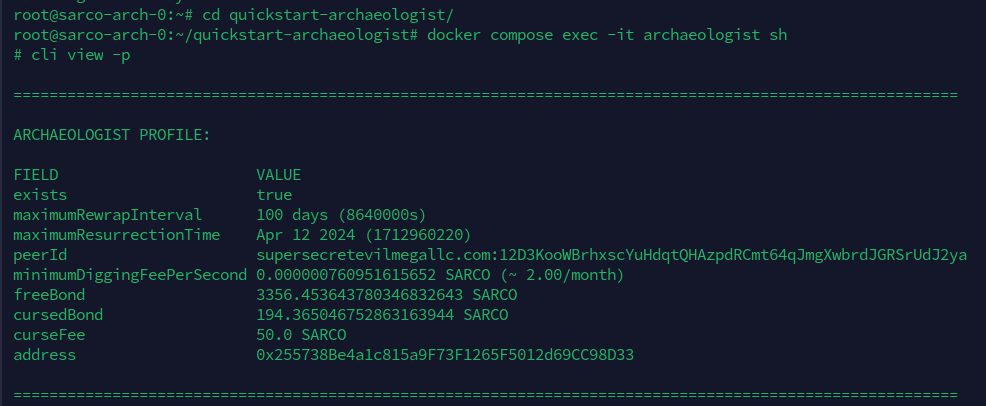 root@sarco-arch-0:~# cd quickstart-archaeologist/
root@sarco-arch-0:~/quickstart-archaeologist# docker compose exec -it archaeologist sh
# cli view -p
=========================================================================================================
ARCHAEOLOGIST PROFILE:
FIELD                      VALUE
exists                     true
maximumRewrapInterval      100 days (8640000s)
maximumResurrectionTime    Apr 12 2024 (1712960220)
peerId                     supersecretevilmegallc.com:12D3KooWBrhxscYuHdqtQHAzpdRCmt64qJmgXwbrdJGRSrUdJ2ya
minimumDiggingFeePerSecond 0.000000760951615652 SARCO (~ 2.00/month)
freeBond                   3356.453643780346832643 SARCO
cursedBond                 194.365046752863163944 SARCO
curseFee                   50.0 SARCO
address                    0x255738Be4a1c815a9F73F1265F5012d69CC98D33
=========================================================================================================